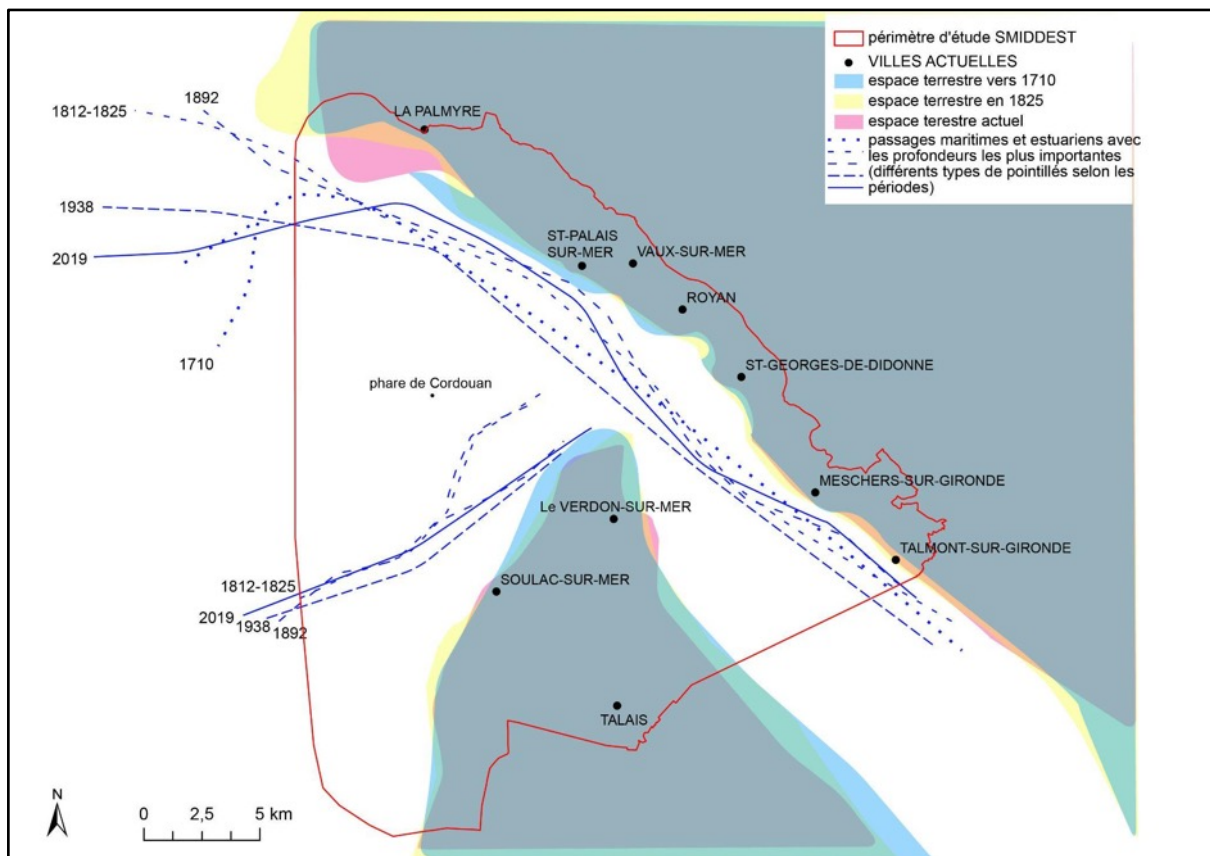 périmètre d'étude SMIDDEST
VILLES ACTUELLES
espace terrestre vers 1710
espace terrestre en 1825
espace terestre actuel
passages maritimes et estuariens avec
les profondeurs les plus importantes
(différents types de pointillés selon les
périodes)
1892
1812-1825
LA PALMYRE
1938
2019
ST-PALAIS
SUR-MER
VAUX-SUR-MER
ROYAN
1710
ST-GEORGES-DE-DIDONNE
phare de Cordouan
MESCHERS-SUR-GIRONDE
Le VERDON-SUR-MER
TALMONT-SUR-GIRONDE
SOULAC-SUR-MER
1812-1825
2019
1938
1892
TALAIS
N
0 2,5 5 km